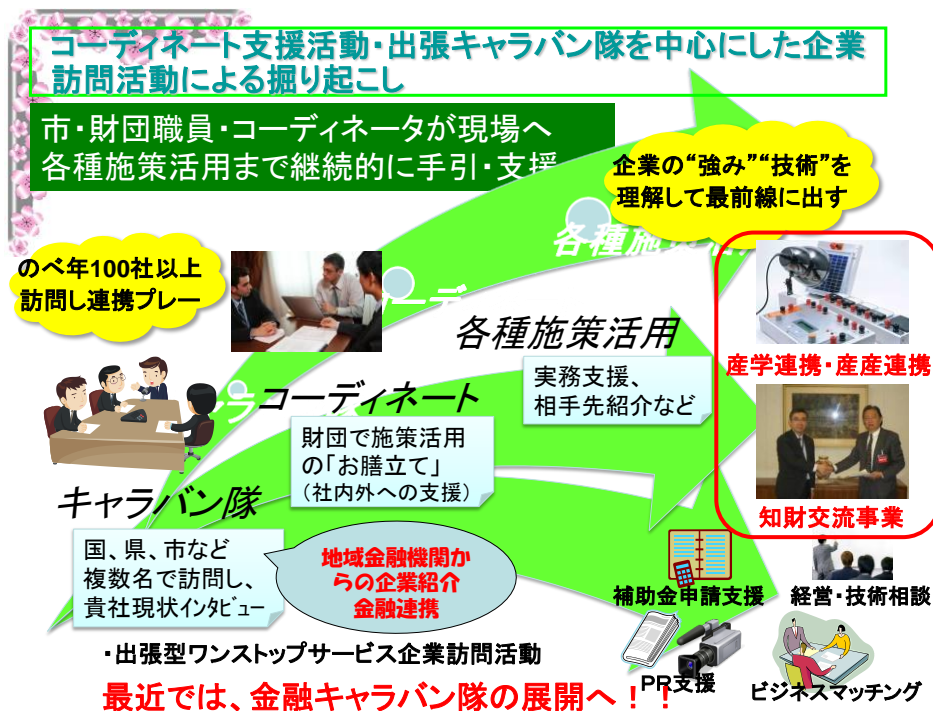 コーディネート支援活動・出張キャラバン隊を中心にした企業
訪問活動による掘り起こし
市・財団職員・コーディネータが現場へ
各種施策活用まで継続的に手引・支援
企業の“強み”“技術”を
理解して最前線に出す
のべ年100社以上
訪問し連携プレー
各種施策活用
コーディネート
キャラバン隊
実務支援、
相手先紹介など
財団で施策活用
の「お膳立て」
（社内外への支援）
国、県、市など
複数名で訪問し、
貴社現状インタビュー
地域金融機関か
らの企業紹介
金融連携
産学連携・産産連携
知財交流事業
補助金申請支援
経営・技術相談
PR支援
ビジネスマッチング
・出張型ワンストップサービス企業訪問活動
最近では、金融キャラバン隊の展開へ！！